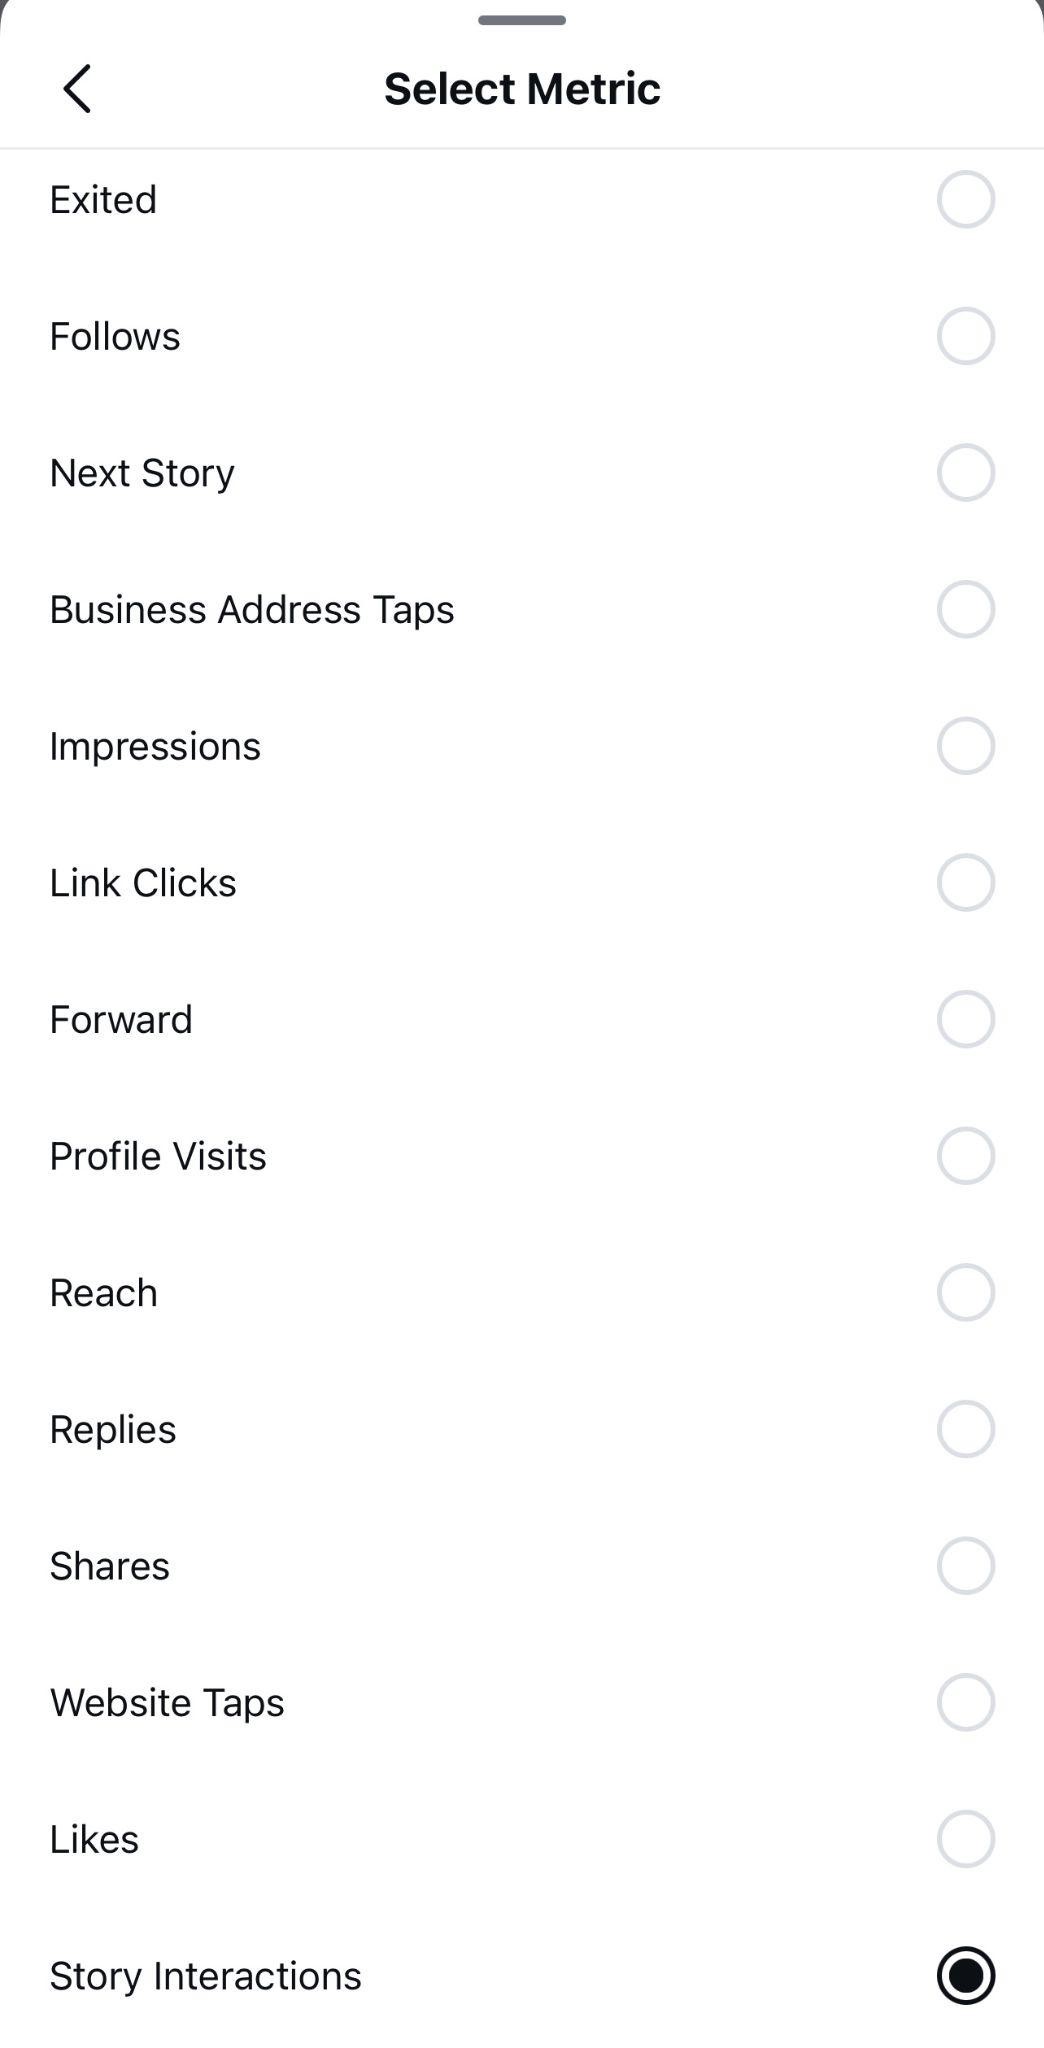 Select Metric
Exited
Follows
Next Story
Business Address Taps
Impressions
Link Clicks
Forward
Profile Visits
Reach
Replies
Shares
Website Taps
Likes
Story Interactions